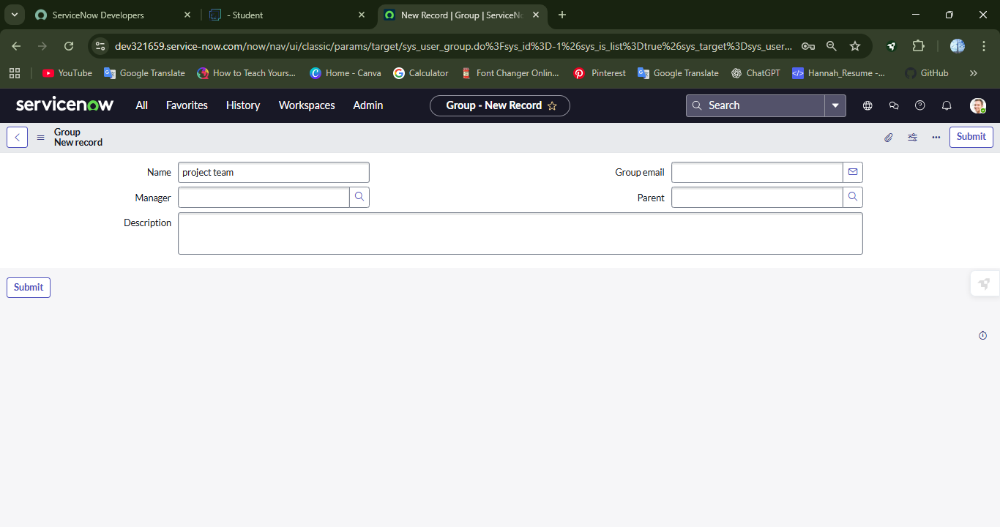 ServiceNow Developers
- Student
New Record | Group | ServiceNo
dev321659.service-now.com/now/nav/ui/classic/params/target/sys_user_group.do%3Fsys_id%3D-1%26sys_is_list%3Dtrue%26sys_target%3Dsys_user...
YouTube
Google Translate
How to Teach Yours...
Home - Canva
Calculator
Font Changer Onlin...
Pinterest
Google Translate
ChatGPT
Hannah_Resume -...
GitHub
servicenow
All
Favorites
History
Workspaces
Admin
Group - New Record
Search
Group
New record
Submit
Name
project team
Group email
Manager
Parent
Description
Submit